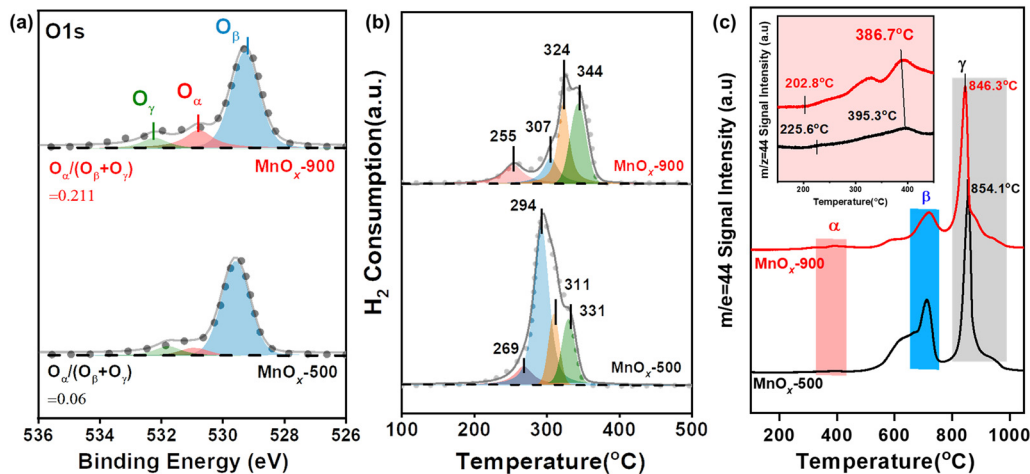 (a)
O1s
Oβ
Oα
Oγ
Oα/(Oβ+Oγ)
=0.211
MnOx-900
Oα/(Oβ+Oγ)
=0.06
MnOx-500
536
534
532
530
528
526
Binding Energy (eV)
(b)
H2 Consumption(a.u.)
324
344
307
255
MnOx-900
294
311
331
269
MnOx-500
100
200
300
400
500
Temperature(°C)
(c)
m/e=44 Signal Intensity (a.u)
m/z=44 Signal Intensity (a.u)
386.7°C
202.8°C
395.3°C
225.6°C
200
300
400
Temperature(°C)
γ
846.3°C
854.1°C
β
α
MnOx-900
MnOx-500
200
400
600
800
1000
Temperature(°C)